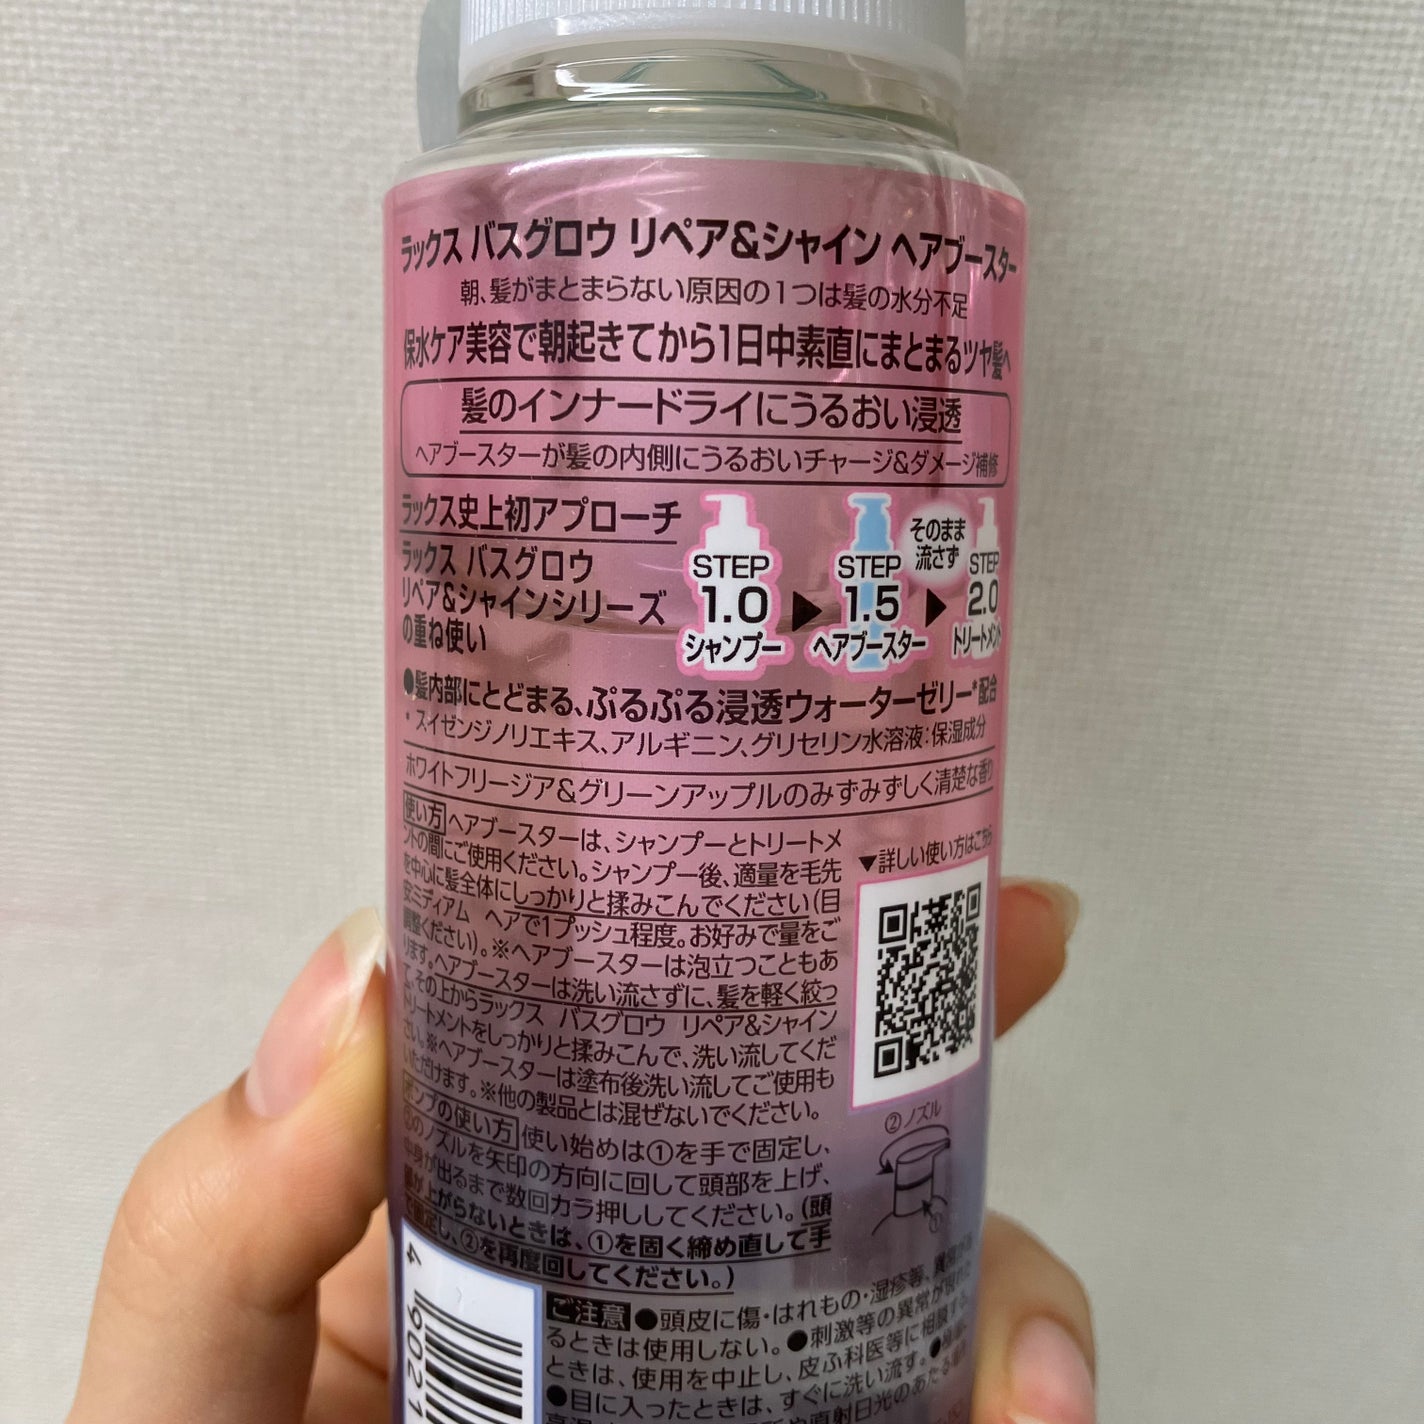 ラックス バスグロウ リペア&シャイン ヘアブースター
朝、髪がまとまらない原因の1つは髪の水分不足
保水ケア美容で朝起きてから1日中素直にまとまるツヤ髪へ
髪のインナードライにうるおい浸透
ヘアブースターが髪の内側にうるおいチャージ&ダメージ補修
ラックス史上初アプローチ
ラックス バスグロウ
リペア&シャインシリーズ
の重ね使い
STEP
1.0
シャンプー
STEP
1.5
ヘアブースター
そのまま
流さず
STEP
2.0
トリートメント
●髪内部にとどまる、ぷるぷる浸透ウォーターゼリー*配合
* スイゼンジノリエキス、アルギニン、グリセリン水溶液:保湿成分
ホワイトフリージア&グリーンアップルのみずみずしく清楚な香り
使い方 ヘアブースターは、シャンプーとトリートメ
ントの間にご使用ください。シャンプー後、適量を毛先
を中心に髪全体にしっかりと揉みこんでください(目
安ミディアム ヘアで1プッシュ程度。お好みで量をご
調整ください)。※ヘアブースターは泡立つこともあ
ります。ヘアブースターは洗い流さずに、髪を軽く絞っ
て、その上からラックス バスグロウ リペア&シャイン
トリートメントをしっかりと揉みこんで、洗い流してくだ
さい。※ヘアブースターは塗布後洗い流してご使用も
いただけます。※他の製品とは混ぜないでください。
▼詳しい使い方はこちら
ポンプの使い方 使い始めは①を手で固定し、
②のノズルを矢印の方向に回して頭部を上げ、
中身が出るまで数回カラ押ししてください。(頭
部が上がらないときは、①を固く締め直して手
で固定し、②を再度回してください。)
②ノズル
①
4
9021
ご注意 ●頭皮に傷・はれもの・湿疹等、異常があ
るときは使用しない。●刺激等の異常が現れた
ときは、使用を中止し、皮ふ科医等に相談する。
●目に入ったときは、すぐに洗い流す。
直射日光のあたる